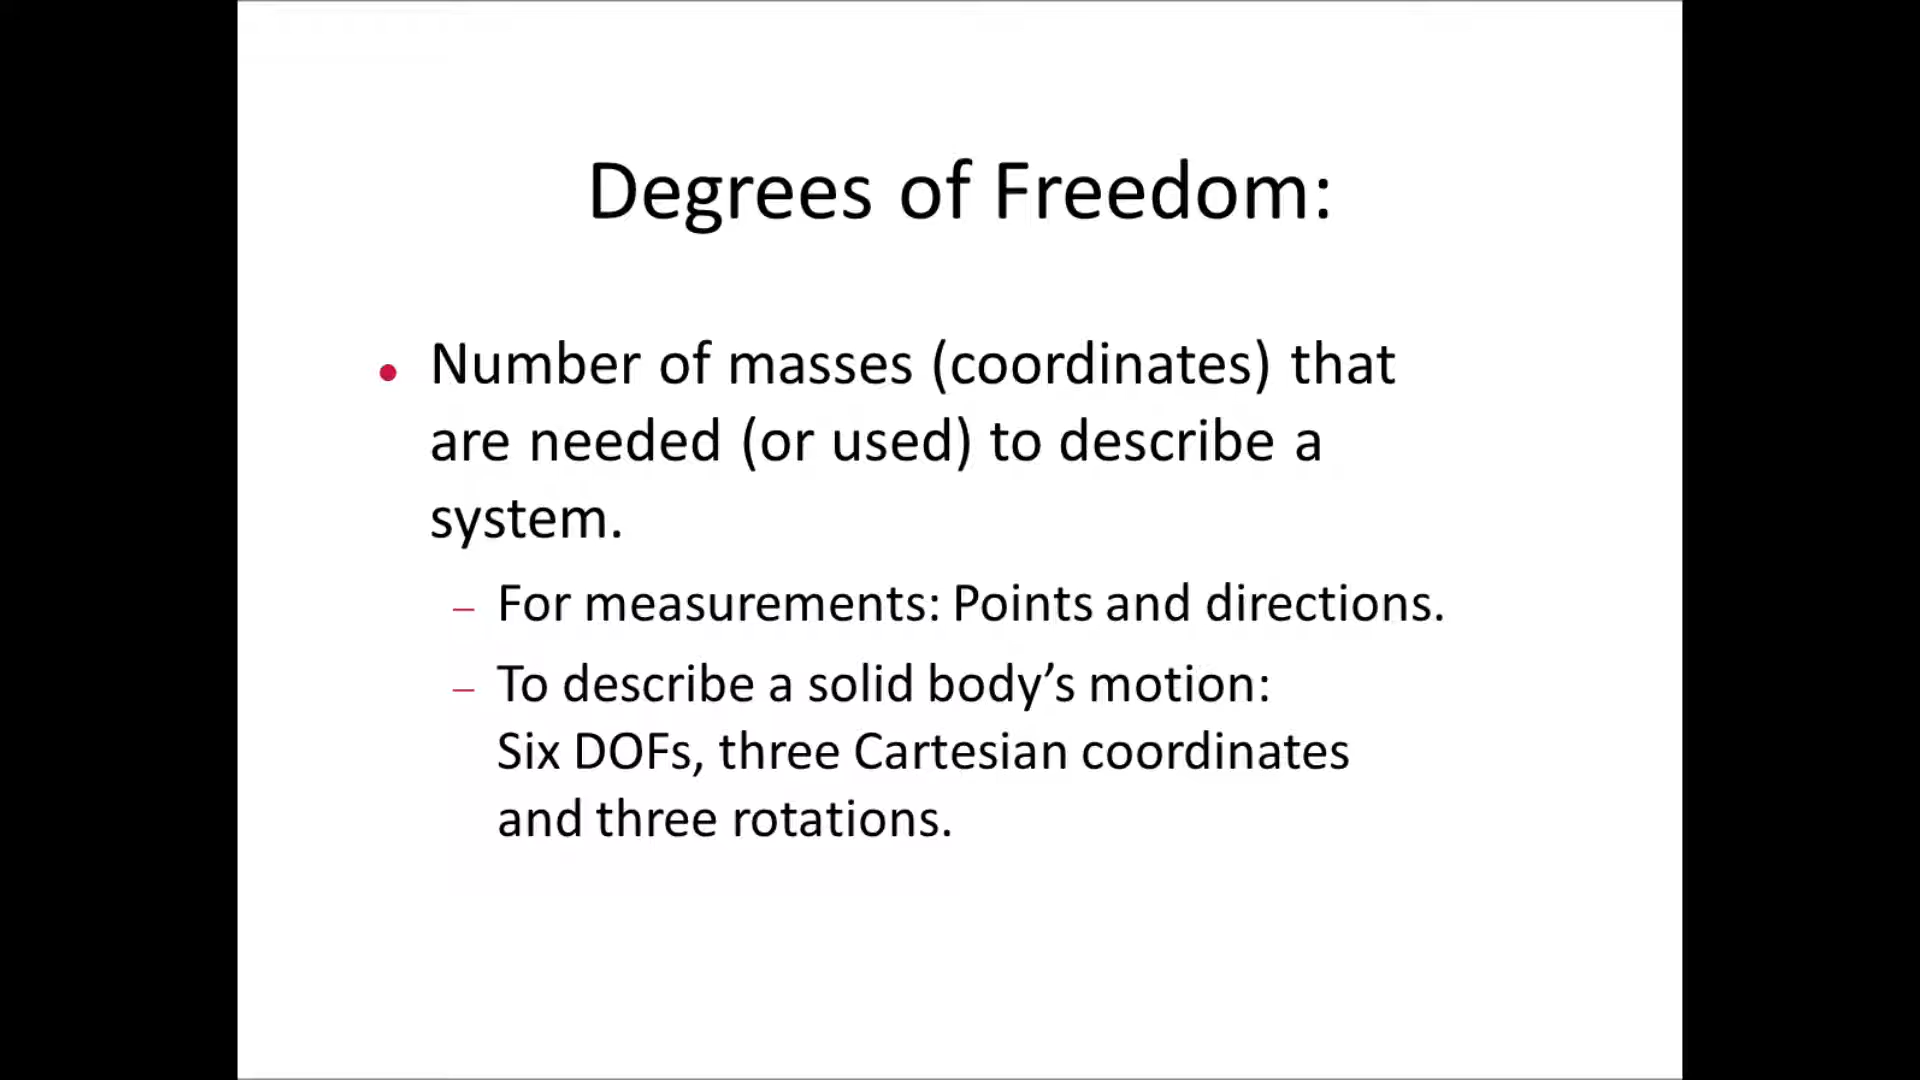 Degrees of Freedom:
• Number of masses (coordinates) that
are needed (or used) to describe a
system.
– For measurements: Points and directions.
– To describe a solid body’s motion:
Six DOFs, three Cartesian coordinates
and three rotations.